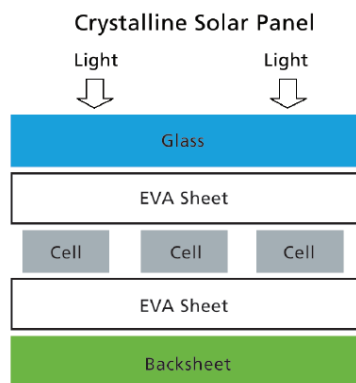 Crystalline Solar Panel
Light Light
Glass
EVA Sheet
Cell Cell Cell
EVA Sheet
Backsheet